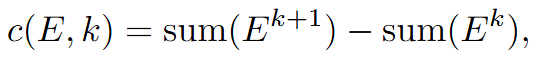 c(E, k) = sum(E^{k+1}) − sum(E^k),